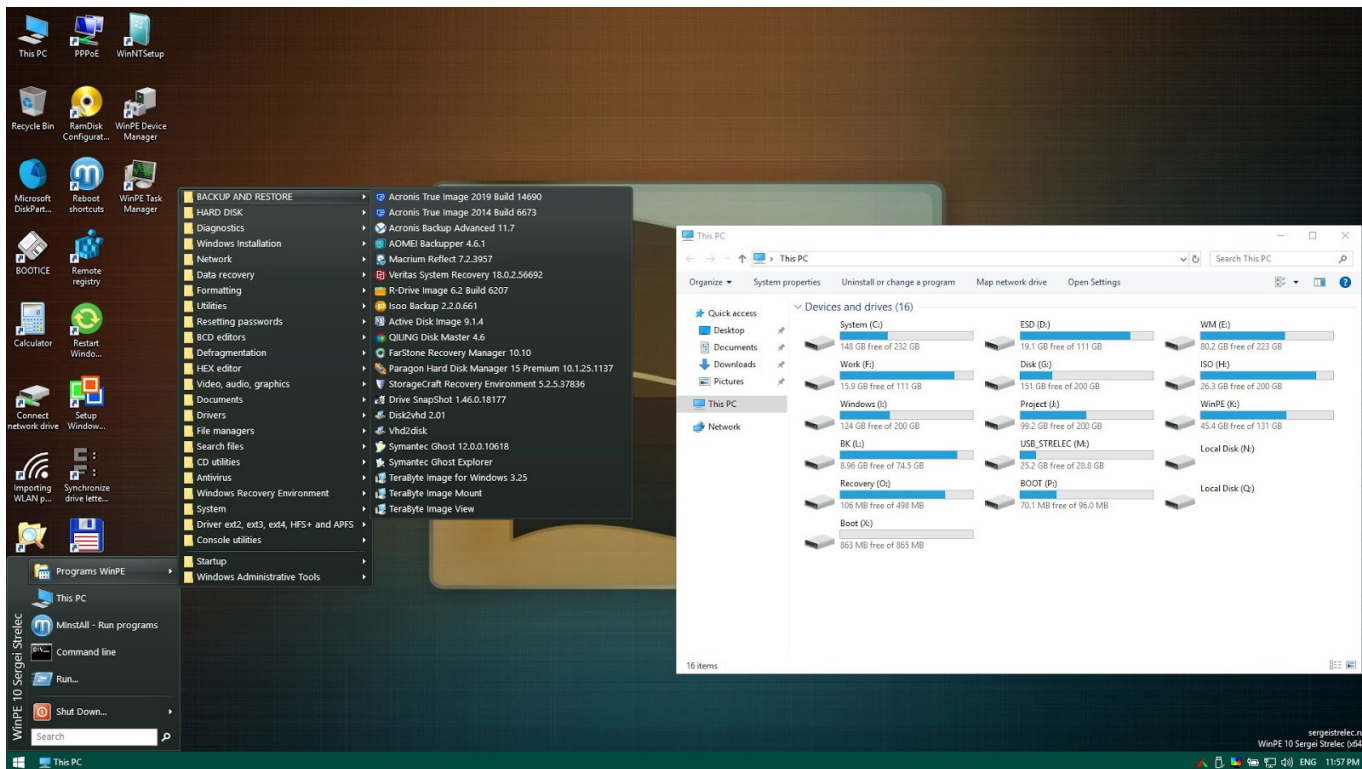 This PC
PPPoE
WinNTSetup
Recycle Bin
RamDisk
Configurat...
WinPE Device
Manager
Microsoft
DiskPart...
Reboot
shortcuts
WinPE Task
Manager
BOOTICE
Remote
registry
Calculator
Restart
Windo...
Connect
network drive
Setup
Window...
Importing
WLAN p...
Synchronize
drive lette...
WinPE 10 Sergei Strelec
Programs WinPE
This PC
MInstAll - Run programs
Command line
Run...
Shut Down...
Search
BACKUP AND RESTORE
HARD DISK
Diagnostics
Windows Installation
Network
Data recovery
Formatting
Utilities
Resetting passwords
BCD editors
Defragmentation
HEX editor
Video, audio, graphics
Documents
Drivers
File managers
Search files
CD utilities
Antivirus
Windows Recovery Environment
System
Driver ext2, ext3, ext4, HFS+ and APFS
Console utilities
Startup
Windows Administrative Tools
Acronis True Image 2019 Build 14690
Acronis True Image 2014 Build 6673
Acronis Backup Advanced 11.7
AOMEI Backupper 4.6.1
Macrium Reflect 7.2.3957
Veritas System Recovery 18.0.2.56692
R-Drive Image 6.2 Build 6207
Isoo Backup 2.2.0.661
Active Disk Image 9.1.4
QILING Disk Master 4.6
FarStone Recovery Manager 10.10
Paragon Hard Disk Manager 15 Premium 10.1.25.1137
StorageCraft Recovery Environment 5.2.5.37836
Drive SnapShot 1.46.0.18177
Disk2vhd 2.01
Vhd2disk
Symantec Ghost 12.0.0.10618
Symantec Ghost Explorer
TeraByte Image for Windows 3.25
TeraByte Image Mount
TeraByte Image View
This PC
This PC
Search This PC
Organize
System properties
Uninstall or change a program
Map network drive
Open Settings
Quick access
Desktop
Documents
Downloads
Pictures
This PC
Network
Devices and drives (16)
System (C:)
148 GB free of 232 GB
ESD (D:)
19.1 GB free of 111 GB
WM (E:)
80.2 GB free of 223 GB
Work (F:)
15.9 GB free of 111 GB
Disk (G:)
151 GB free of 200 GB
ISO (H:)
26.3 GB free of 200 GB
Windows (I:)
124 GB free of 200 GB
Project (J:)
99.2 GB free of 200 GB
WinPE (K:)
45.4 GB free of 131 GB
BK (L:)
8.96 GB free of 74.5 GB
USB_STRELEC (M:)
25.2 GB free of 28.8 GB
Local Disk (N:)
Recovery (O:)
106 MB free of 498 MB
BOOT (P:)
70.1 MB free of 96.0 MB
Local Disk (Q:)
Boot (X:)
863 MB free of 865 MB
16 items
sergeistrelec.ru
WinPE 10 Sergei Strelec (x64
This PC
ENG
11:57 PM